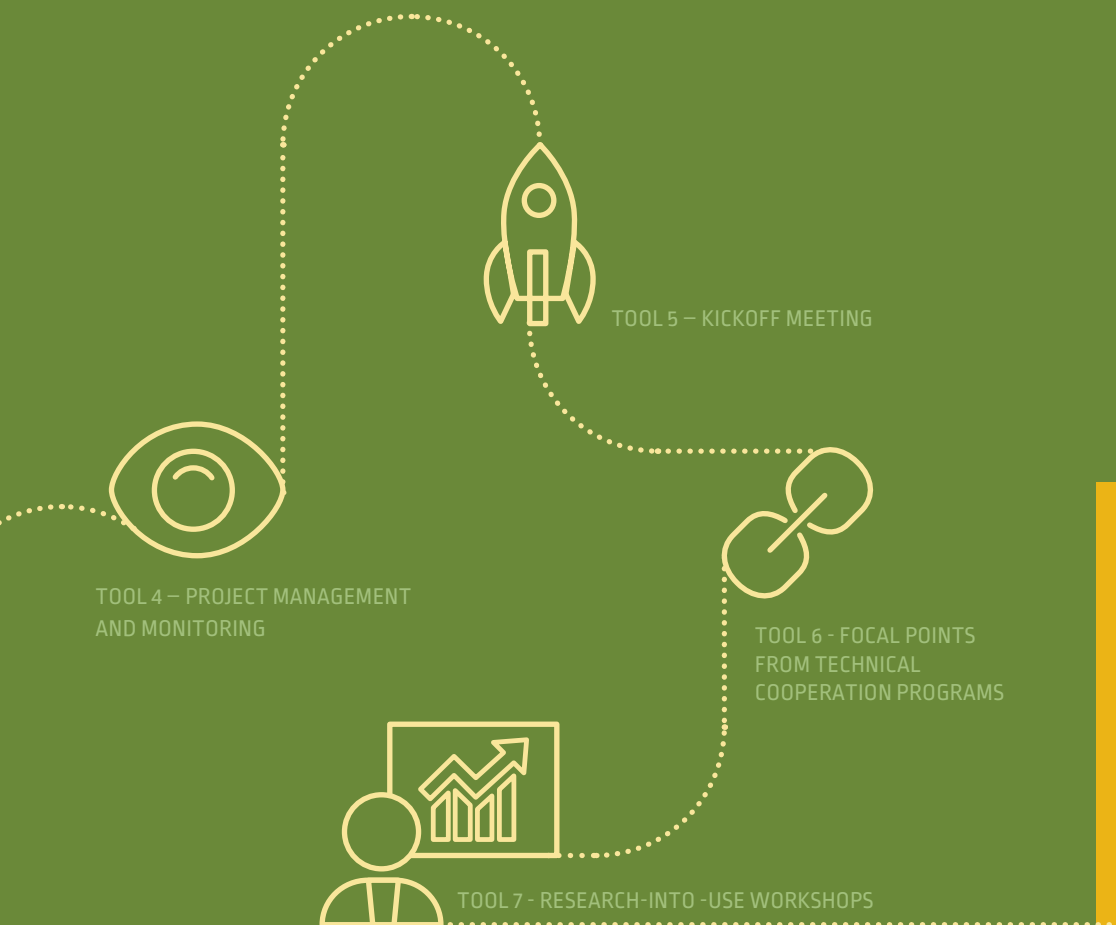 TOOL 5 – KICKOFF MEETING
TOOL 4 – PROJECT MANAGEMENT
AND MONITORING
TOOL 6 - FOCAL POINTS
FROM TECHNICAL
COOPERATION PROGRAMS
TOOL 7 - RESEARCH-INTO -USE WORKSHOPS